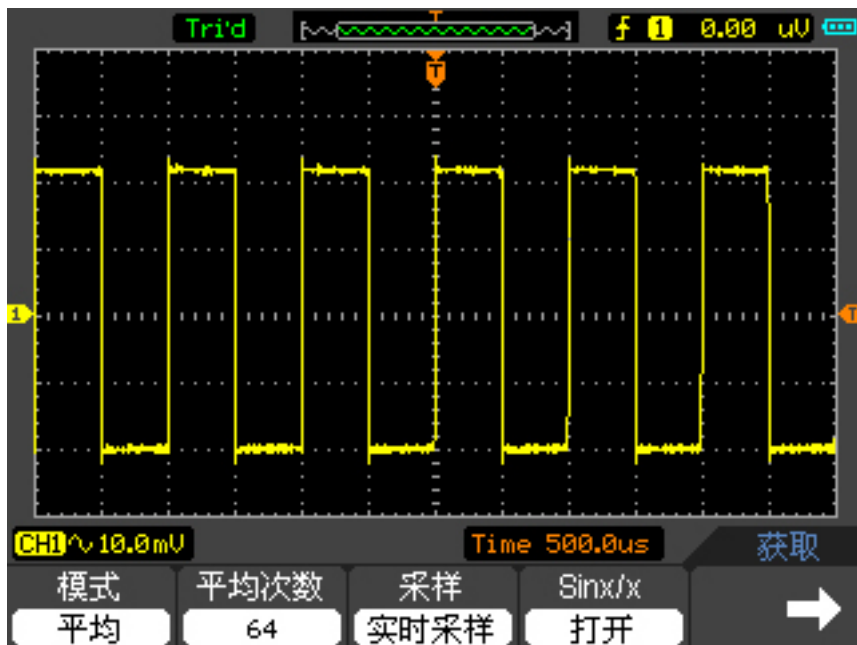 Tri'd 1 0.00 uV
T
T
1 T
CH1 10.0mV Time 500.0us 获取
模式 平均次数 采样 Sinx/x
平均 64 实时采样 打开